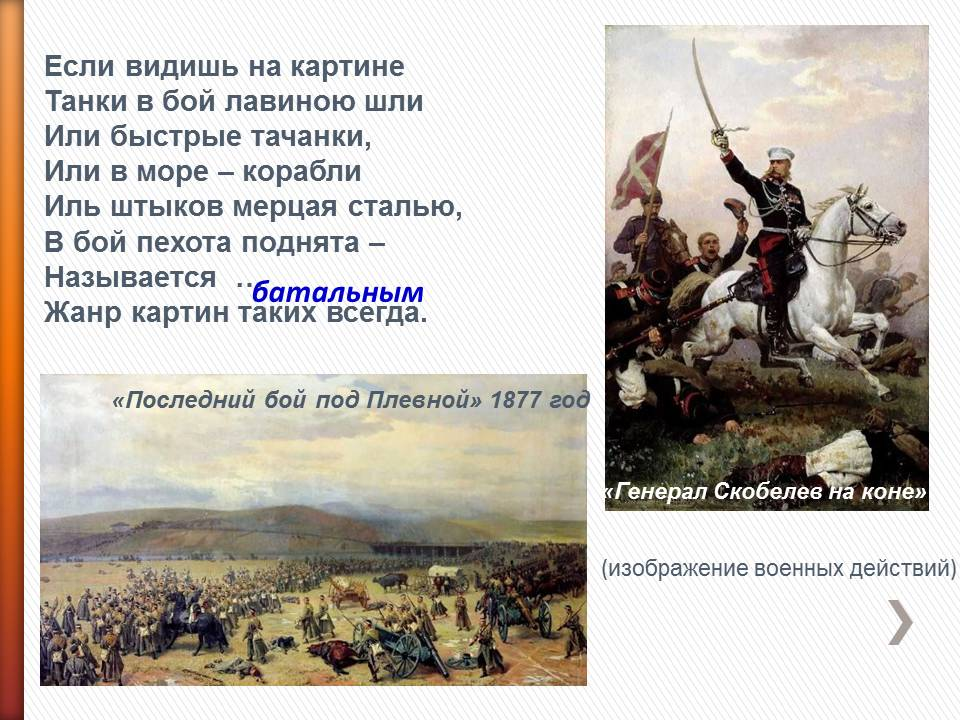 Если видишь на картине
Танки в бой лавиною шли
Или быстрые тачанки,
Или в море – корабли
Иль штыков мерцая сталью,
В бой пехота поднята –
Называется ...
батальным
Жанр картин таких всегда.
«Последний бой под Плевной» 1877 год
«Генерал Скобелев на коне»
(изображение военных действий)